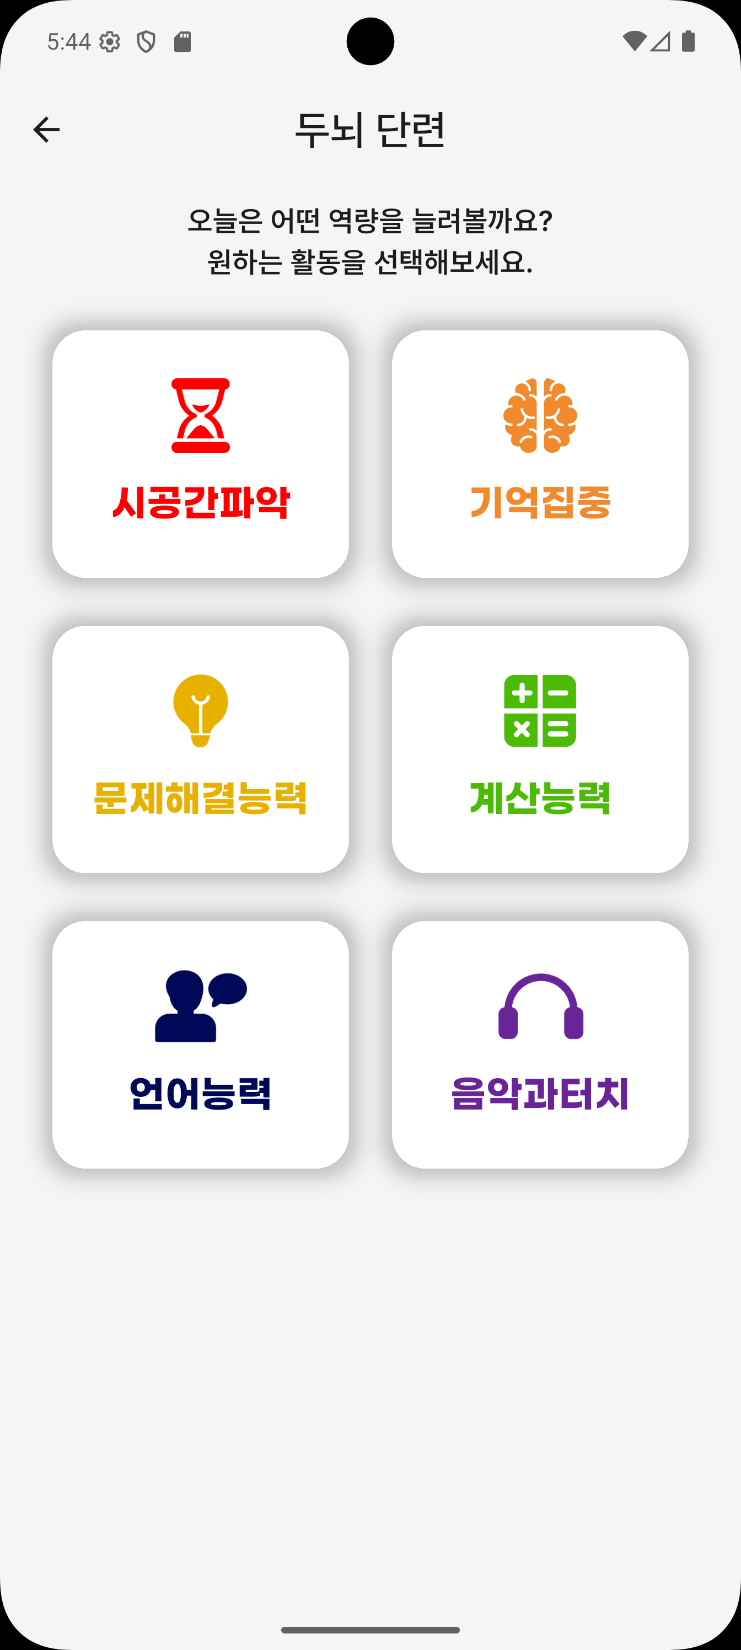 5:44
두뇌 단련
오늘은 어떤 역량을 늘려볼까요?
원하는 활동을 선택해보세요.
시공간파악
기억집중
문제해결능력
계산능력
언어능력
음악과터치